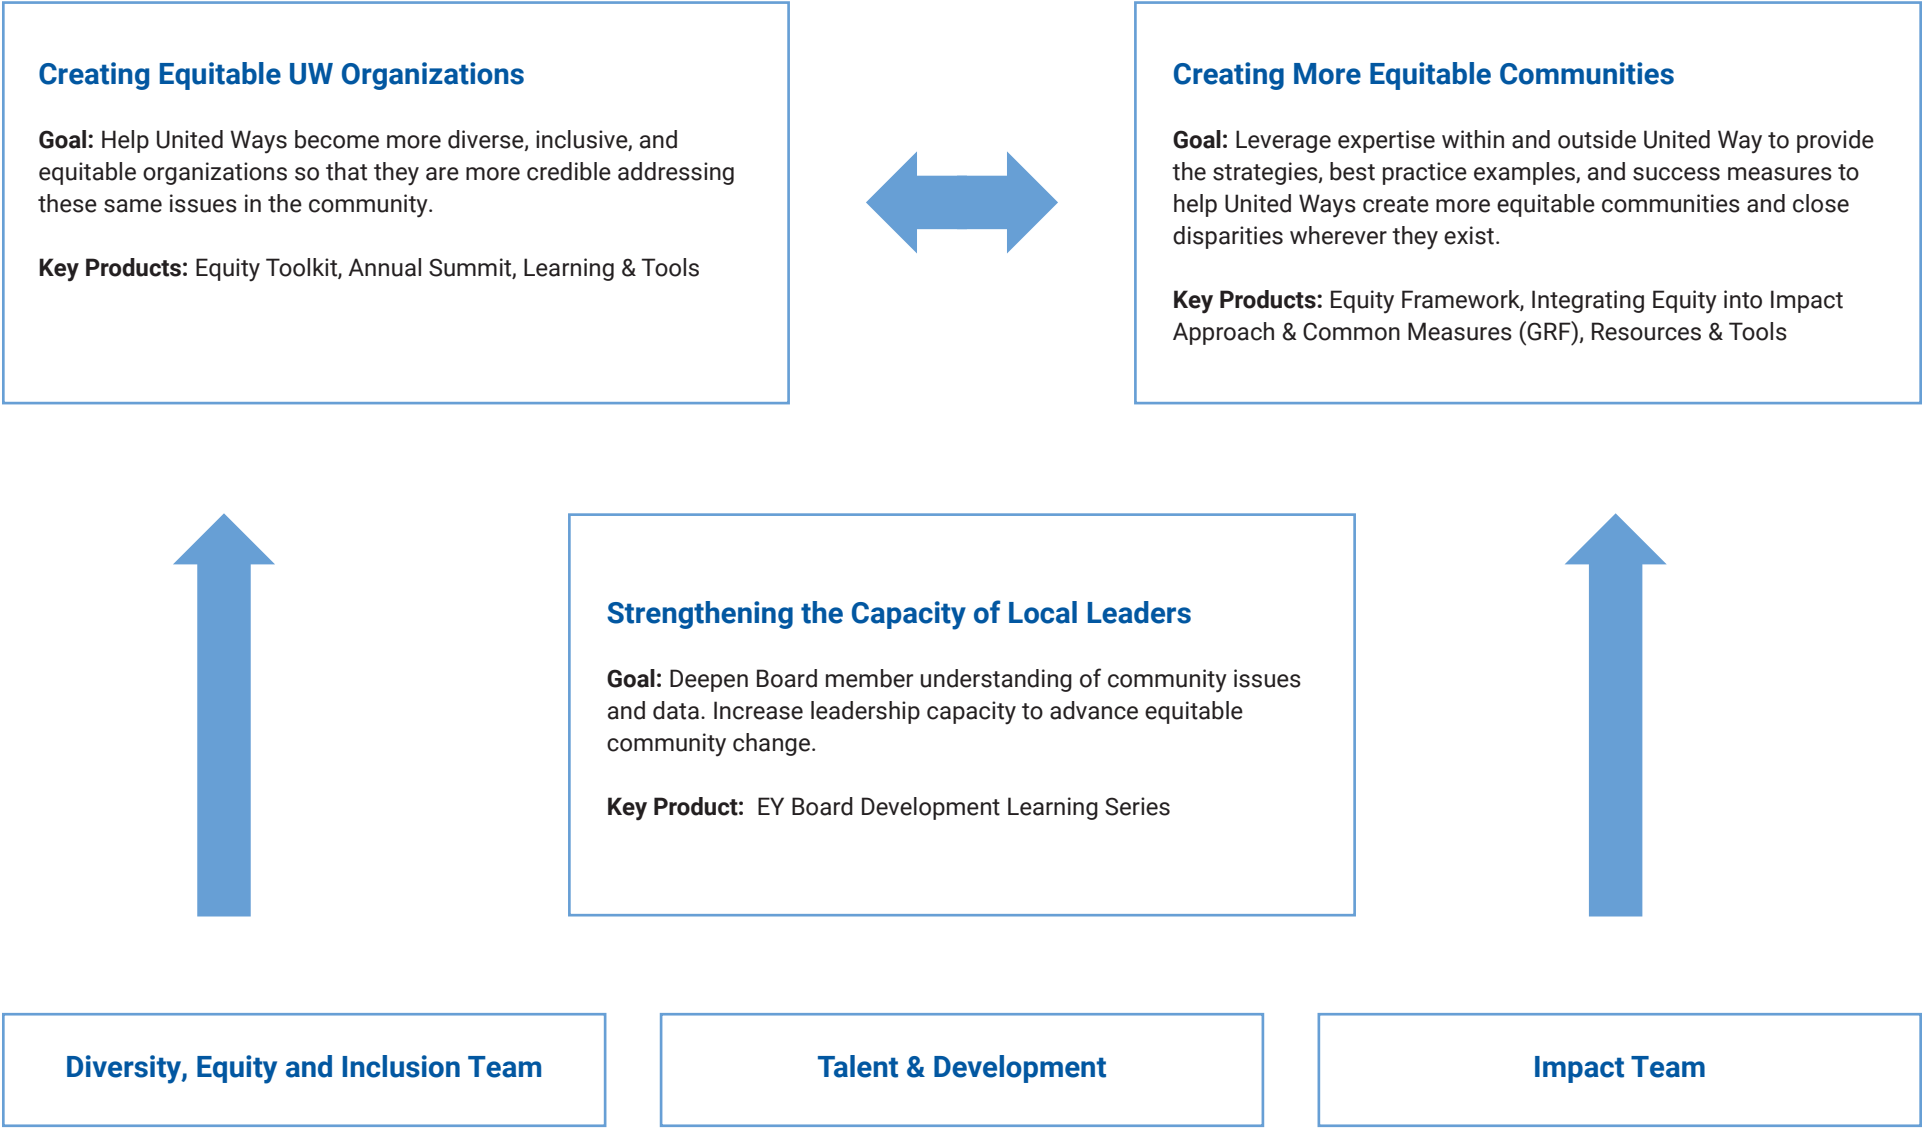 Creating Equitable UW Organizations
Goal: Help United Ways become more diverse, inclusive, and
equitable organizations so that they are more credible addressing
these same issues in the community.
Key Products: Equity Toolkit, Annual Summit, Learning & Tools
Creating More Equitable Communities
Goal: Leverage expertise within and outside United Way to provide
the strategies, best practice examples, and success measures to
help United Ways create more equitable communities and close
disparities wherever they exist.
Key Products: Equity Framework, Integrating Equity into Impact
Approach & Common Measures (GRF), Resources & Tools
Strengthening the Capacity of Local Leaders
Goal: Deepen Board member understanding of community issues
and data. Increase leadership capacity to advance equitable
community change.
Key Product: EY Board Development Learning Series
Diversity, Equity and Inclusion Team
Talent & Development
Impact Team